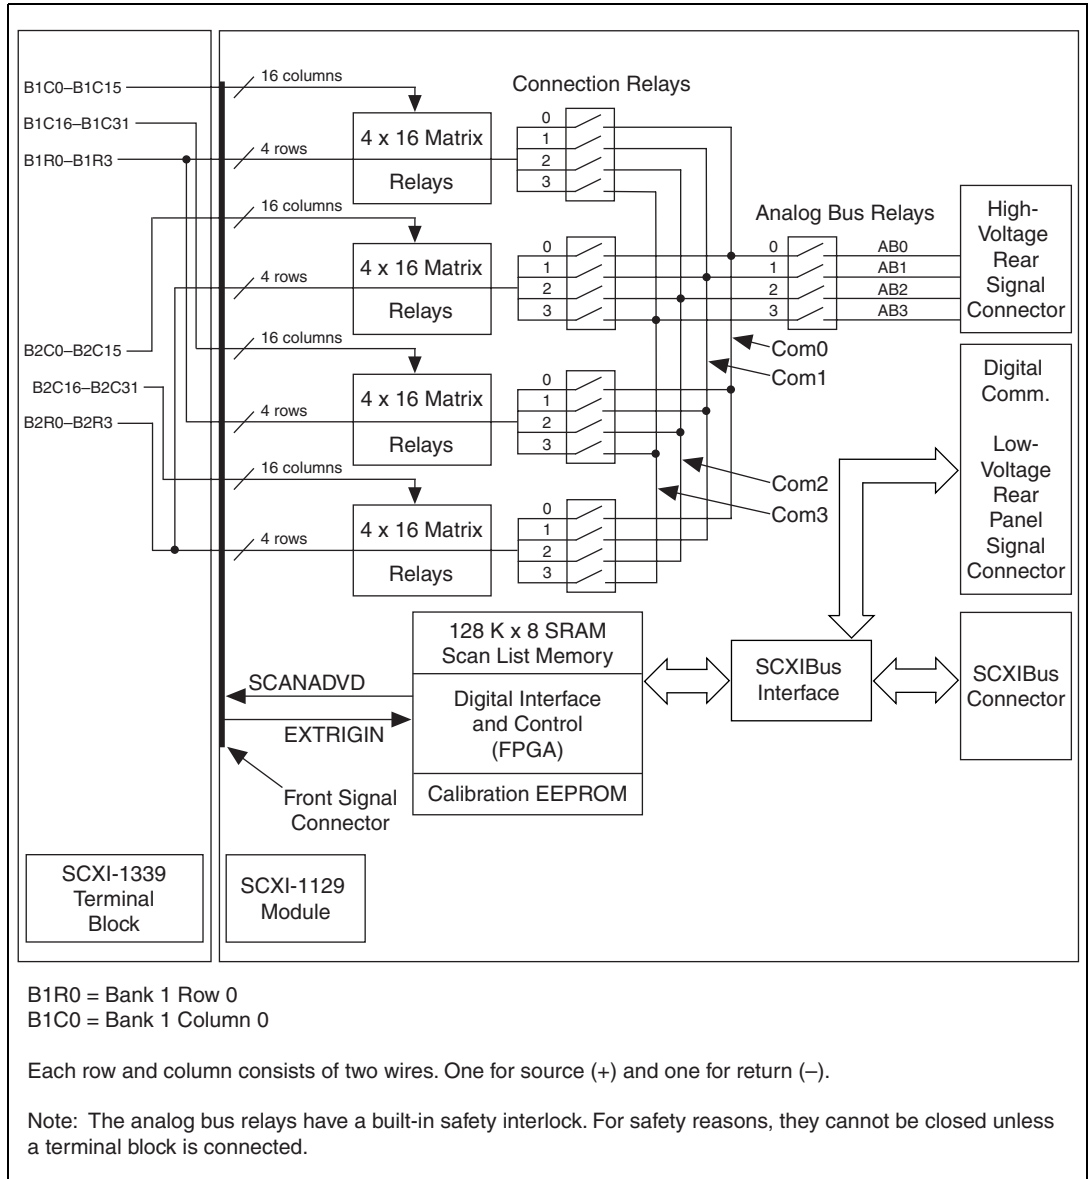 B1C0–B1C15
B1C16–B1C31
B1R0–B1R3
B2C0–B2C15
B2C16–B2C31
B2R0–B2R3
16 columns
4 x 16 Matrix
Relays
4 rows
16 columns
4 x 16 Matrix
Relays
4 rows
16 columns
4 x 16 Matrix
Relays
4 rows
16 columns
4 x 16 Matrix
Relays
4 rows
Connection Relays
0
1
2
3
0
1
2
3
0
1
2
3
0
1
2
3
Analog Bus Relays
0
1
2
3
AB0
AB1
AB2
AB3
High-
Voltage
Rear
Signal
Connector
Com0
Com1
Com2
Com3
Digital
Comm.
Low-
Voltage
Rear
Panel
Signal
Connector
128 K x 8 SRAM
Scan List Memory
Digital Interface
and Control
(FPGA)
Calibration EEPROM
SCANADVD
EXTRIGIN
Front Signal
Connector
SCXIBus
Interface
SCXIBus
Connector
SCXI-1339
Terminal
Block
SCXI-1129
Module
B1R0 = Bank 1 Row 0
B1C0 = Bank 1 Column 0
Each row and column consists of two wires. One for source (+) and one for return (–).
Note: The analog bus relays have a built-in safety interlock. For safety reasons, they cannot be closed unless
a terminal block is connected.